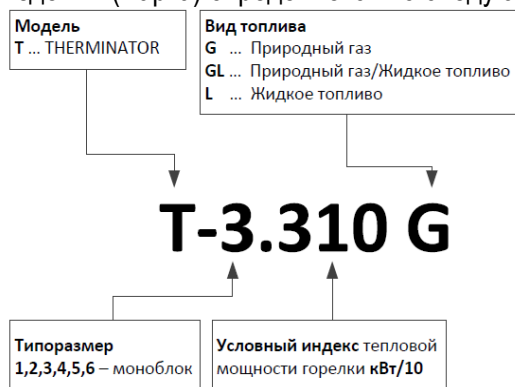 Модель
T ... THERMINATOR
Вид топлива
G ... Природный газ
GL ... Природный газ/Жидкое топливо
L ... Жидкое топливо
T-3.310 G
Типоразмер
1,2,3,4,5,6 – моноблок
Условный индекс тепловой
мощности горелки кВт/10